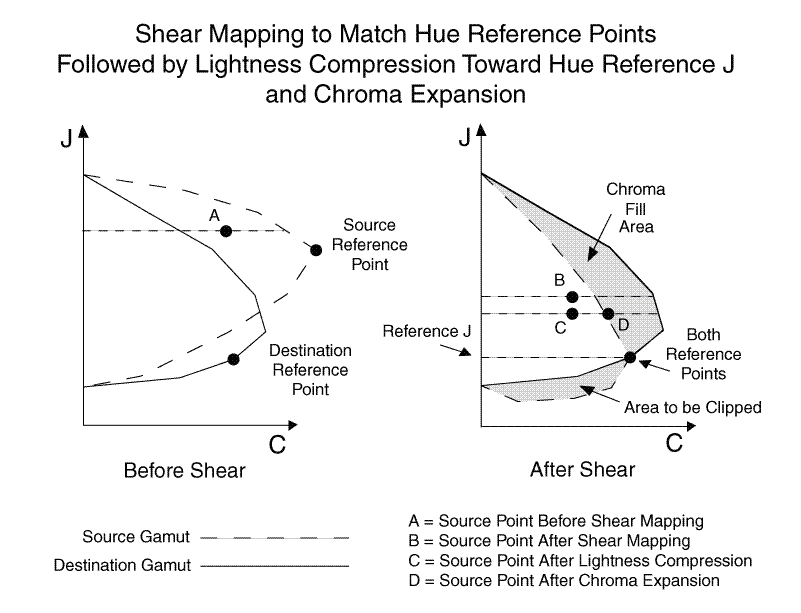 Shear Mapping to Match Hue Reference Points
Followed by Lightness Compression Toward Hue Reference J
and Chroma Expansion
J
A
Source
Reference
Point
Destination
Reference
Point
C
Before Shear
J
Chroma
Fill
Area
B
C
D
Reference J
Both
Reference
Points
Area to be Clipped
C
After Shear
Source Gamut
Destination Gamut
A = Source Point Before Shear Mapping
B = Source Point After Shear Mapping
C = Source Point After Lightness Compression
D = Source Point After Chroma Expansion